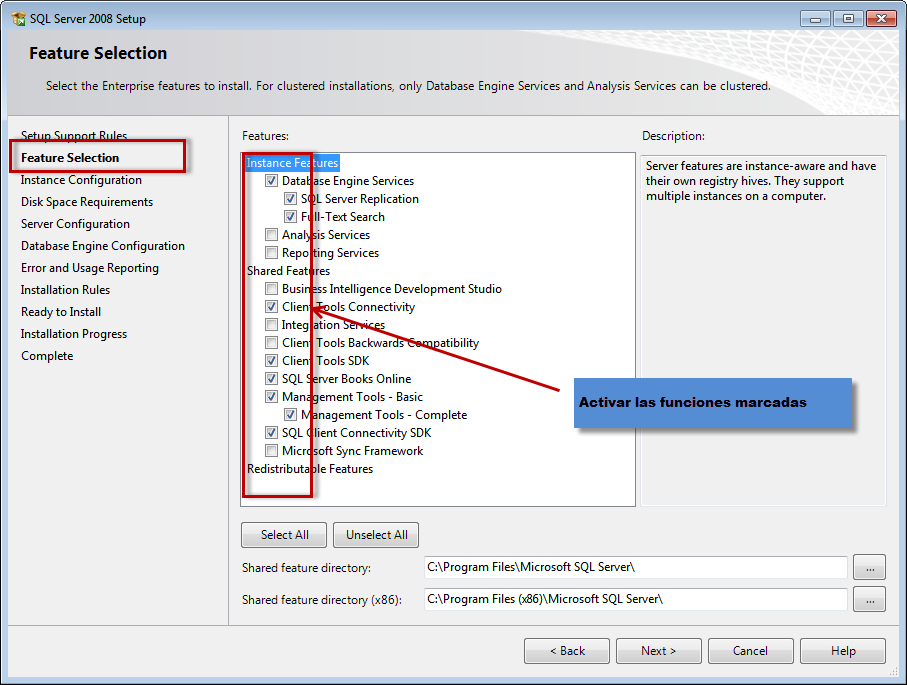 SQL Server 2008 Setup
Feature Selection
Select the Enterprise features to install. For clustered installations, only Database Engine Services and Analysis Services can be clustered.
Setup Support Rules
Feature Selection
Instance Configuration
Disk Space Requirements
Server Configuration
Database Engine Configuration
Error and Usage Reporting
Installation Rules
Ready to Install
Installation Progress
Complete
Features:
Instance Features
Database Engine Services
SQL Server Replication
Full-Text Search
Analysis Services
Reporting Services
Shared Features
Business Intelligence Development Studio
Client Tools Connectivity
Integration Services
Client Tools Backwards Compatibility
Client Tools SDK
SQL Server Books Online
Management Tools - Basic
Management Tools - Complete
SQL Client Connectivity SDK
Microsoft Sync Framework
Redistributable Features
Description:
Server features are instance-aware and have
their own registry hives. They support
multiple instances on a computer.
Activar las funciones marcadas
Select All
Unselect All
Shared feature directory:
C:\Program Files\Microsoft SQL Server\
...
Shared feature directory (x86):
C:\Program Files (x86)\Microsoft SQL Server\
...
< Back
Next >
Cancel
Help